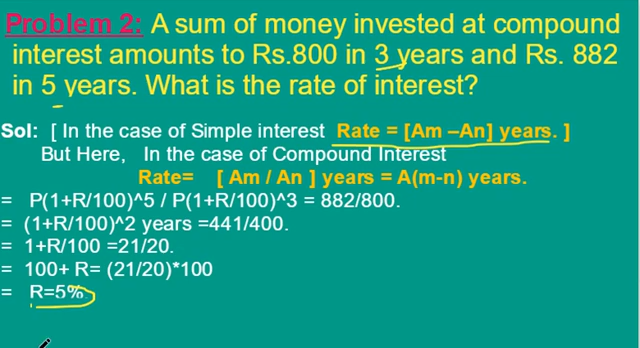 Problem 2: A sum of money invested at compound
interest amounts to Rs.800 in 3 years and Rs. 882
in 5 years. What is the rate of interest?
Sol: [ In the case of Simple interest Rate = [Am –An] years. ]
But Here, In the case of Compound Interest
Rate= [ Am / An ] years = A(m-n) years.
= P(1+R/100)^5 / P(1+R/100)^3 = 882/800.
= (1+R/100)^2 years =441/400.
= 1+R/100 =21/20.
= 100+ R= (21/20)*100
= R=5%